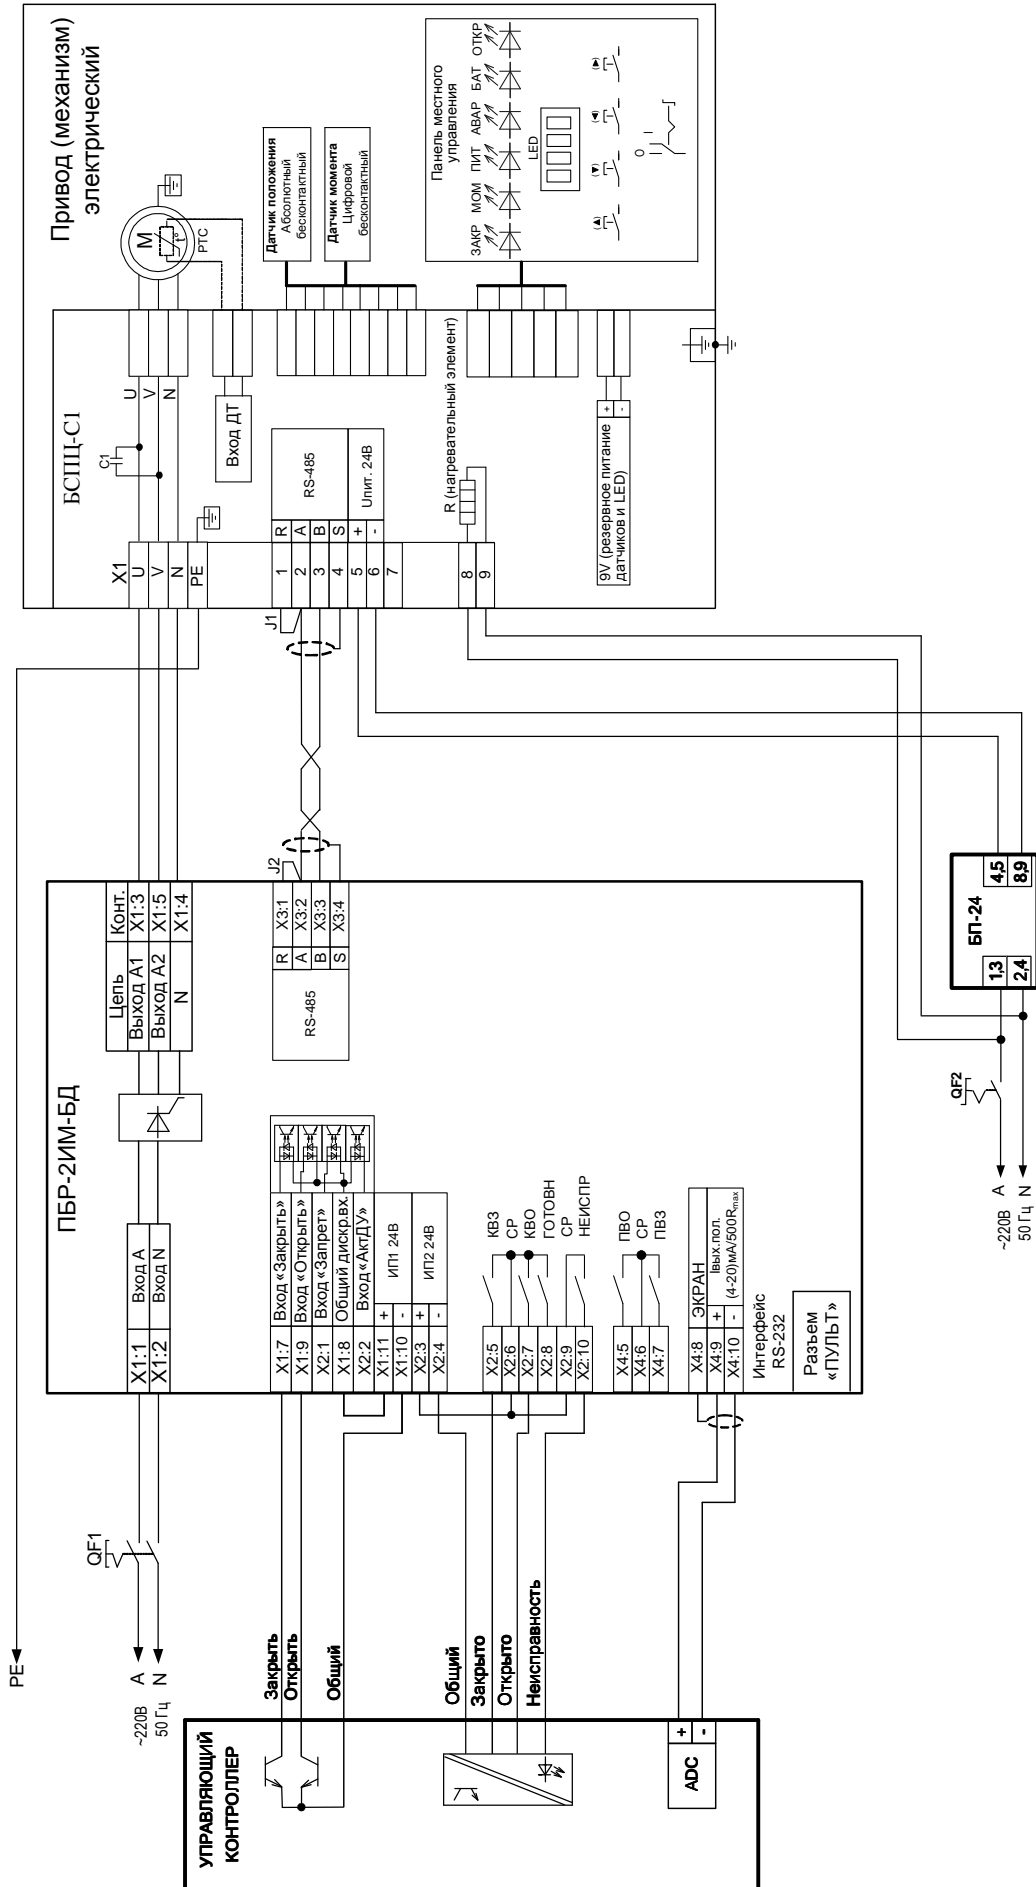 Привод (механизм)
электрический
БСПЦ-С1
M
t°
PTC
Датчик положения
Абсолютный
бесконтактный
Датчик момента
Цифровой
бесконтактный
Панель местного
управления
ЗАКР
МОМ
ПИТ
АВАР
БАТ
ОТКР
LED
O
I
C1
U
V
N
Вход ДТ
X1
U
V
N
PE
R
A
B
S
+
-
RS-485
Uпит. 24В
1
2
3
4
5
6
7
8
9
R (нагревательный элемент)
9V (резервное питание
датчиков и LED)
+
-
J1
J2
ПБР-2ИМ-БД
Цепь
Конт.
Выход А1
X1:3
Выход А2
X1:5
N
X1:4
RS-485
R
X3:1
A
X3:2
B
X3:3
S
X3:4
X1:1
Вход А
X1:2
Вход N
X1:7
Вход «Закрыть»
X1:9
Вход «Открыть»
X2:1
Вход «Запрет»
X1:8
Общий дискр.вх.
X2:2
Вход «АктДУ»
X1:11
+
X1:10
-
ИП1 24В
X2:3
+
X2:4
-
ИП2 24В
X2:5
КВЗ
X2:6
СР
X2:7
КВО
X2:8
ГОТОВН
X2:9
СР
X2:10
НЕИСПР
X4:5
ПВО
X4:6
СР
X4:7
ПВЗ
X4:8
ЭКРАН
X4:9
+
X4:10
-
Iвых.пол.
(4-20)мА/500Rmax
Интерфейс
RS-232
Разъем
«ПУЛЬТ»
БП-24
1,3
2,4
4,5
8,9
QF2
~220В
50 Гц
A
N
QF1
PE
~220В
50 Гц
A
N
Закрыть
Открыть
Общий
Общий
Закрыто
Открыто
Неисправность
УПРАВЛЯЮЩИЙ
КОНТРОЛЛЕР
ADC
+
-